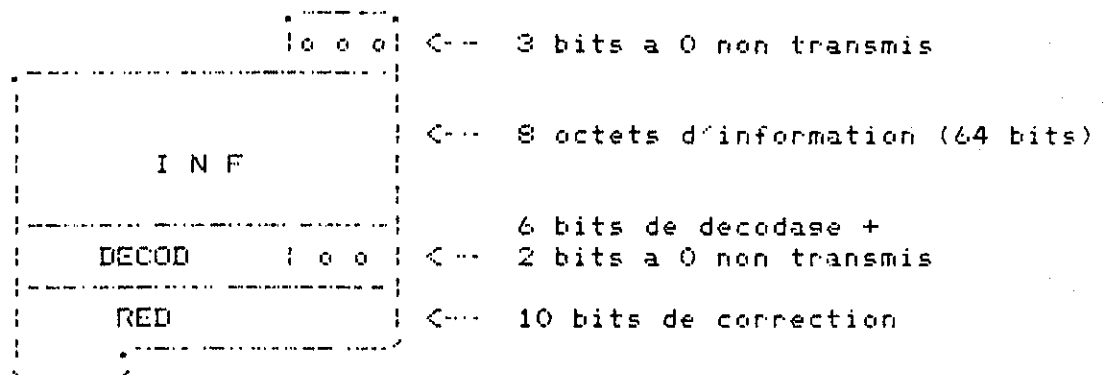 o o o <--- 3 bits a 0 non transmis
<--- 8 octets d'information (64 bits)
I N F
6 bits de decodage +
DECOD ! o o <--- 2 bits a 0 non transmis
RED <---- 10 bits de correction